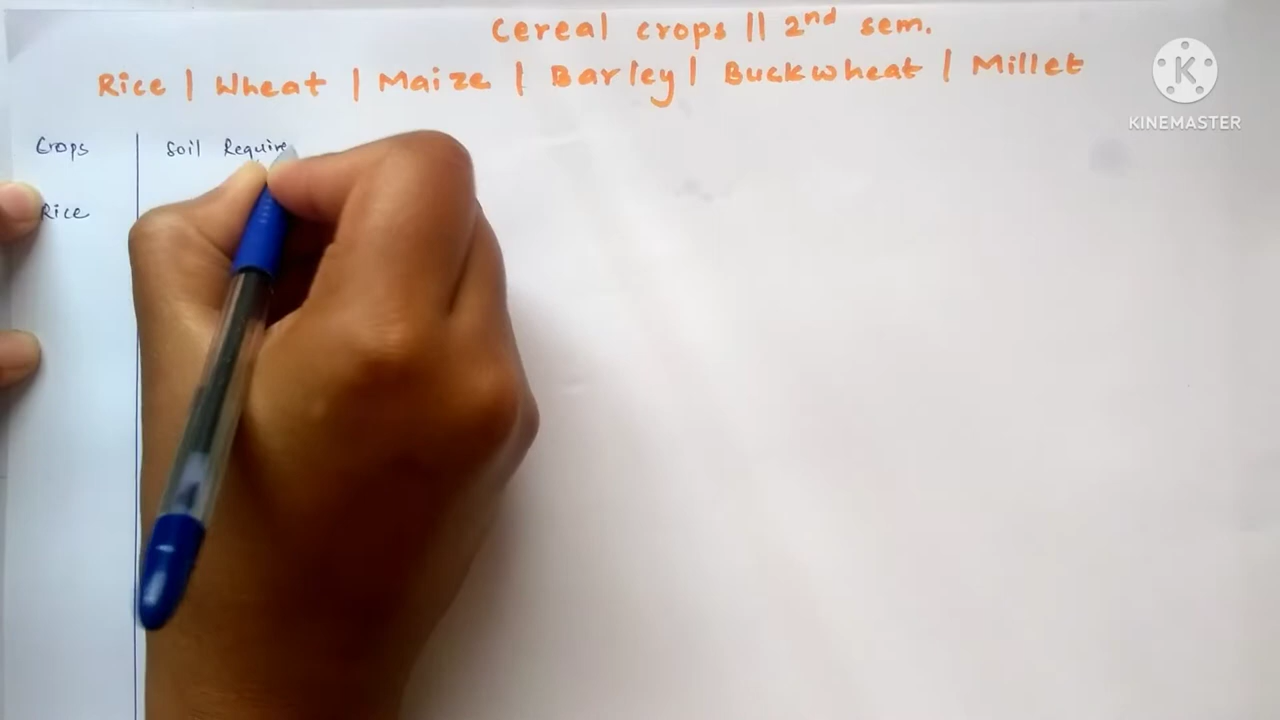 Cereal crops || 2nd sem.
Rice | Wheat | Maize | Barley | Buckwheat | Millet
K
KINEMASTER
Crops | Soil Require
Rice